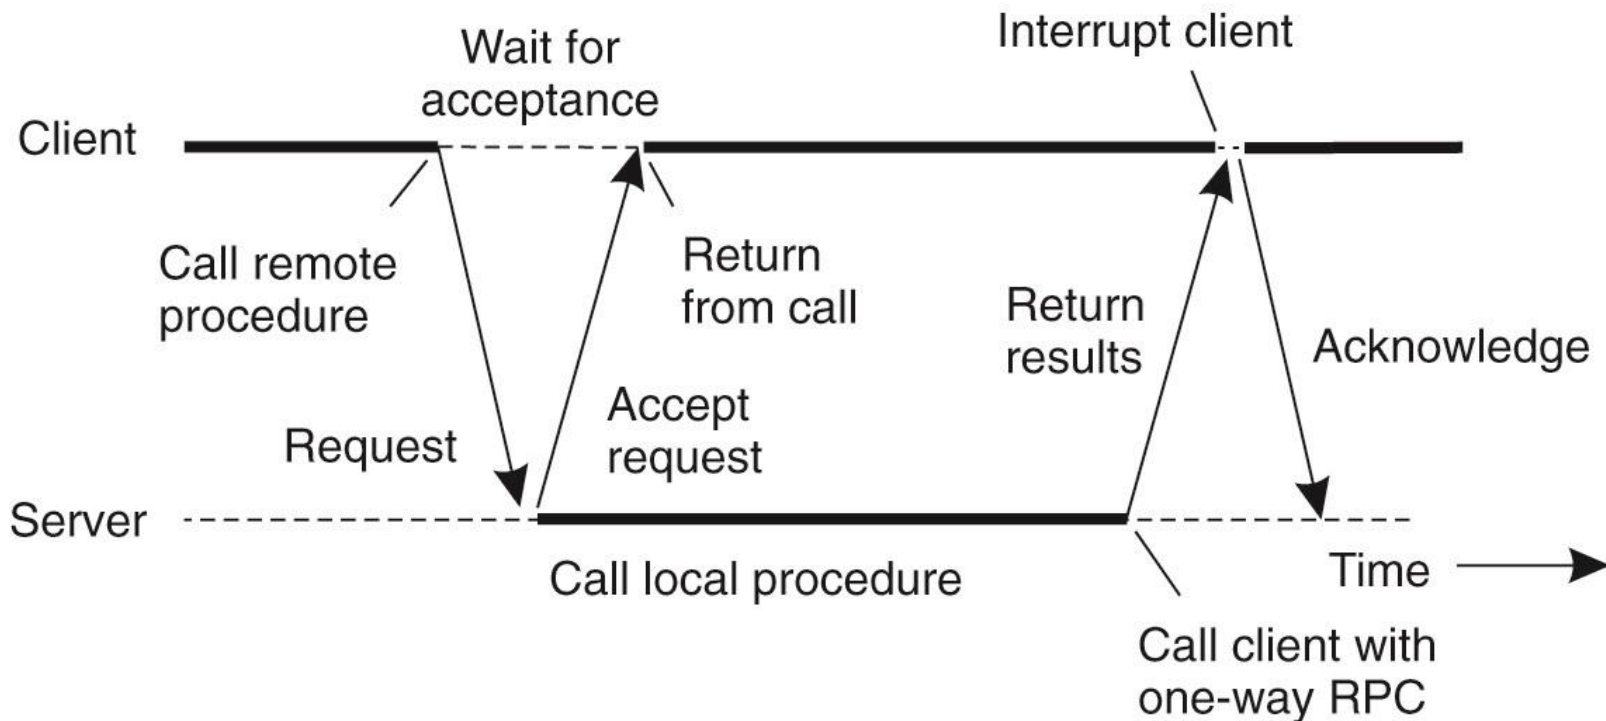 Interrupt client
Wait for
acceptance
Client
Call remote
procedure
Return
from call
Return
results
Acknowledge
Accept
request
Request
Server
Call local procedure
Time
Call client with
one-way RPC